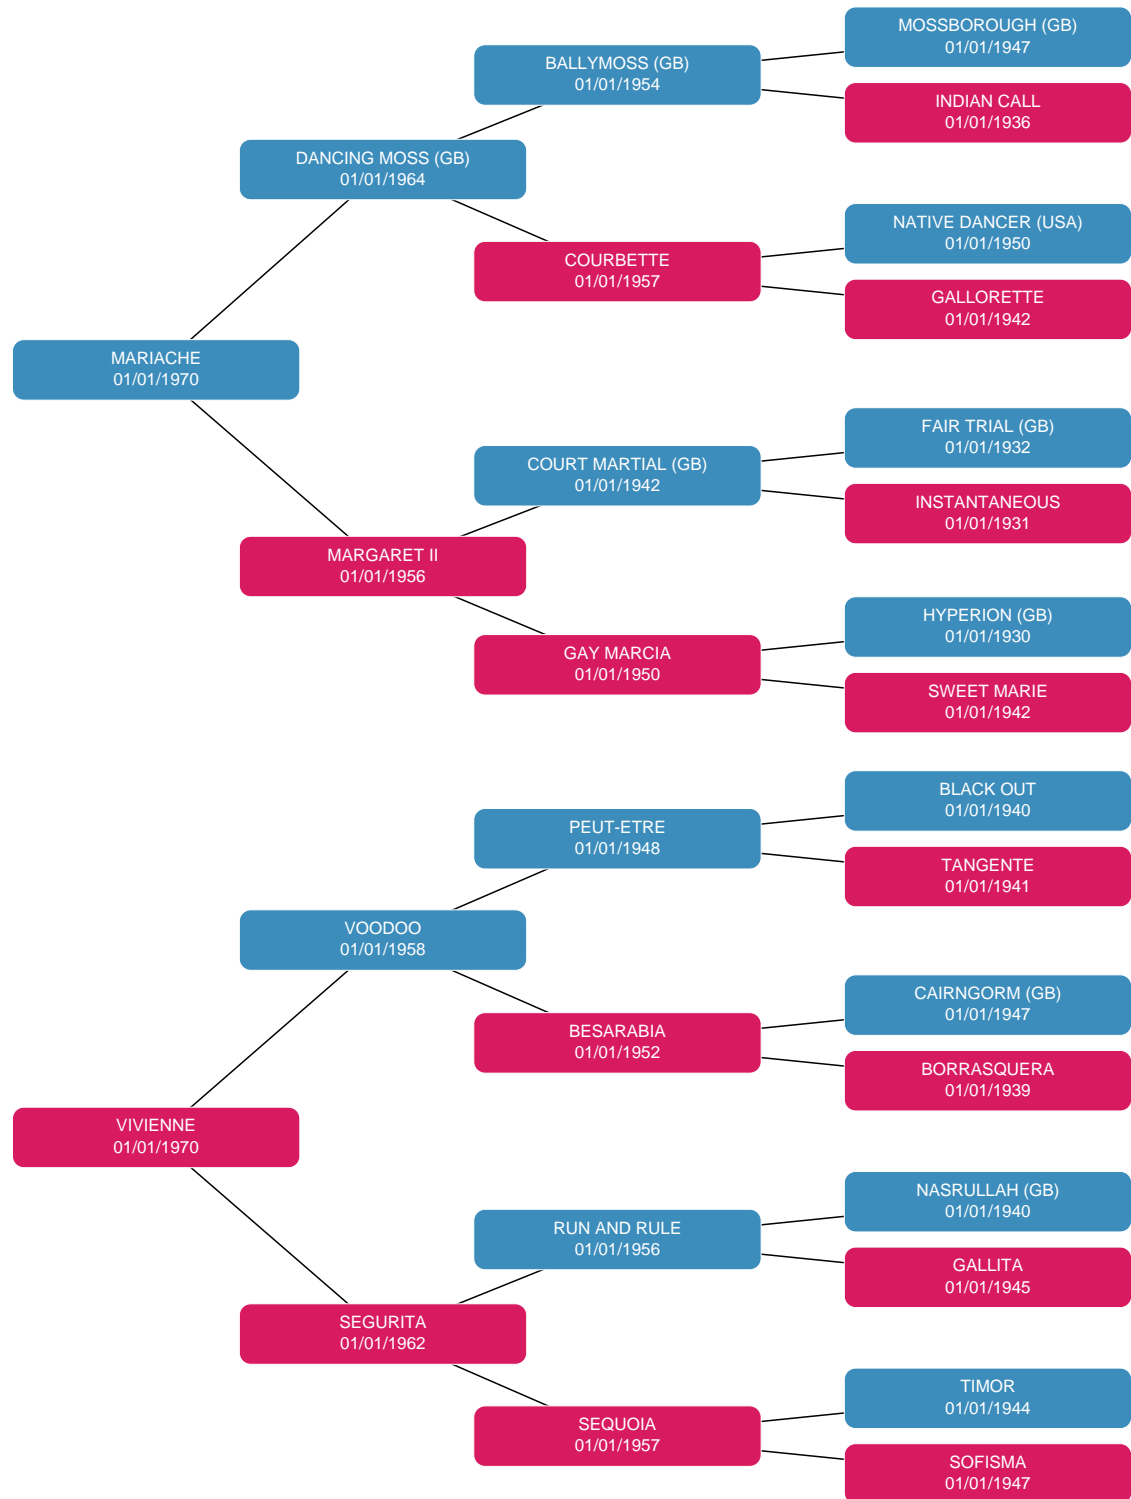 MOSSBOROUGH (GB)
01/01/1947
BALLYMOSS (GB)
01/01/1954
INDIAN CALL
01/01/1936
DANCING MOSS (GB)
01/01/1964
NATIVE DANCER (USA)
01/01/1950
COURBETTE
01/01/1957
GALLORETTE
01/01/1942
MARIACHE
01/01/1970
FAIR TRIAL (GB)
01/01/1932
COURT MARTIAL (GB)
01/01/1942
INSTANTANEOUS
01/01/1931
MARGARET II
01/01/1956
HYPERION (GB)
01/01/1930
GAY MARCIA
01/01/1950
SWEET MARIE
01/01/1942
BLACK OUT
01/01/1940
PEUT-ETRE
01/01/1948
TANGENTE
01/01/1941
VOODOO
01/01/1958
CAIRNGORM (GB)
01/01/1947
BESARABIA
01/01/1952
BORRASQUERA
01/01/1939
VIVIENNE
01/01/1970
NASRULLAH (GB)
01/01/1940
RUN AND RULE
01/01/1956
GALLITA
01/01/1945
SEGURITA
01/01/1962
TIMOR
01/01/1944
SEQUOIA
01/01/1957
SOFISMA
01/01/1947